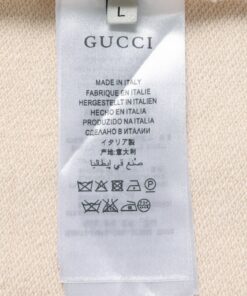 L
GUCCI
MADE IN ITALY
FABRIQUÉ EN ITALIE
HERGESTELLT IN ITALIEN
HECHO EN ITALIA
PRODUZIDO NA ITALIA
СДЕЛАНО В ИТАЛИИ
イタリア製
产地:意大利
صنع في إيطاليا